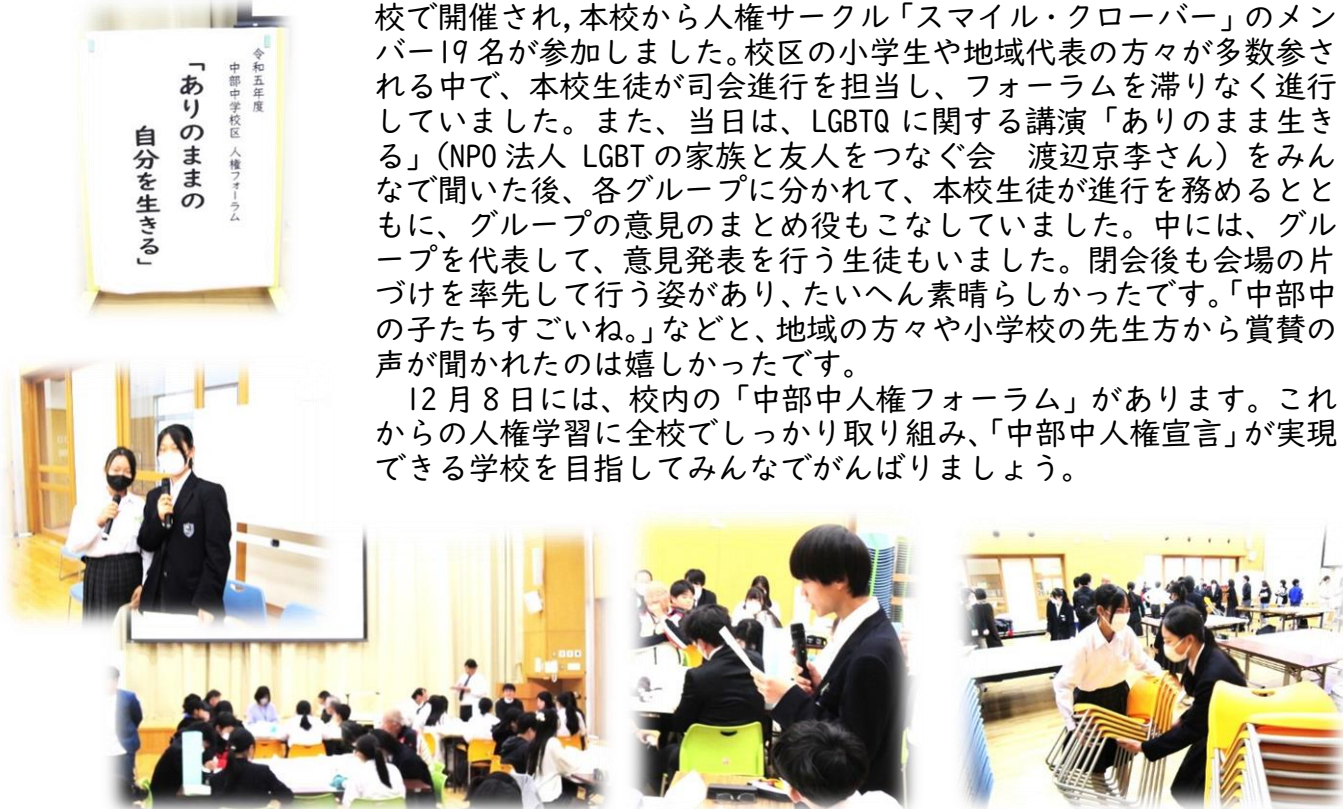 令和五年度
中部中学校区 人権フォーラム
「ありのままの
自分を生きる」
校で開催され,本校から人権サークル「スマイル・クローバー」のメン
バー19名が参加しました。校区の小学生や地域代表の方々が多数参さ
れる中で、本校生徒が司会進行を担当し、フォーラムを滞りなく進行
していました。また、当日は、LGBTQに関する講演「ありのまま生き
る」(NPO法人 LGBTの家族と友人をつなぐ会　渡辺京李さん）をみん
なで聞いた後、各グループに分かれて、本校生徒が進行を務めるとと
もに、グループの意見のまとめ役もこなしていました。中には、グル
ープを代表して、意見発表を行う生徒もいました。閉会後も会場の片
づけを率先して行う姿があり、たいへん素晴らしかったです。「中部中
の子たちすごいね。」などと、地域の方々や小学校の先生方から賞賛の
声が聞かれたのは嬉しかったです。
　12月8日には、校内の「中部中人権フォーラム」があります。これ
からの人権学習に全校でしっかり取り組み、「中部中人権宣言」が実現
できる学校を目指してみんなでがんばりましょう。